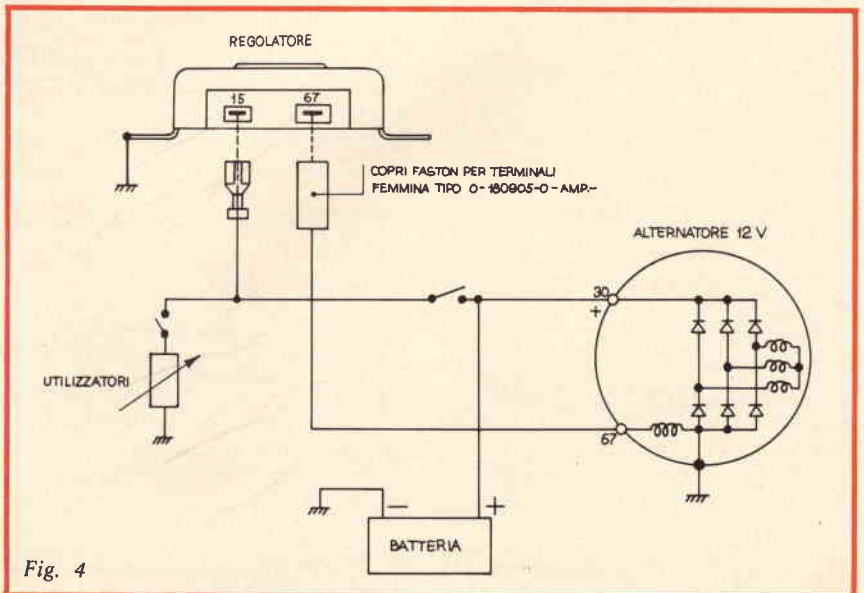 REGOLATORE
15 67
COPRI FASTON PER TERMINALI
FEMMINA TIPO 0-180905-0-AMP.-
ALTERNATORE 12 V
30
+
UTILIZZATORI
67
- +
BATTERIA
Fig. 4